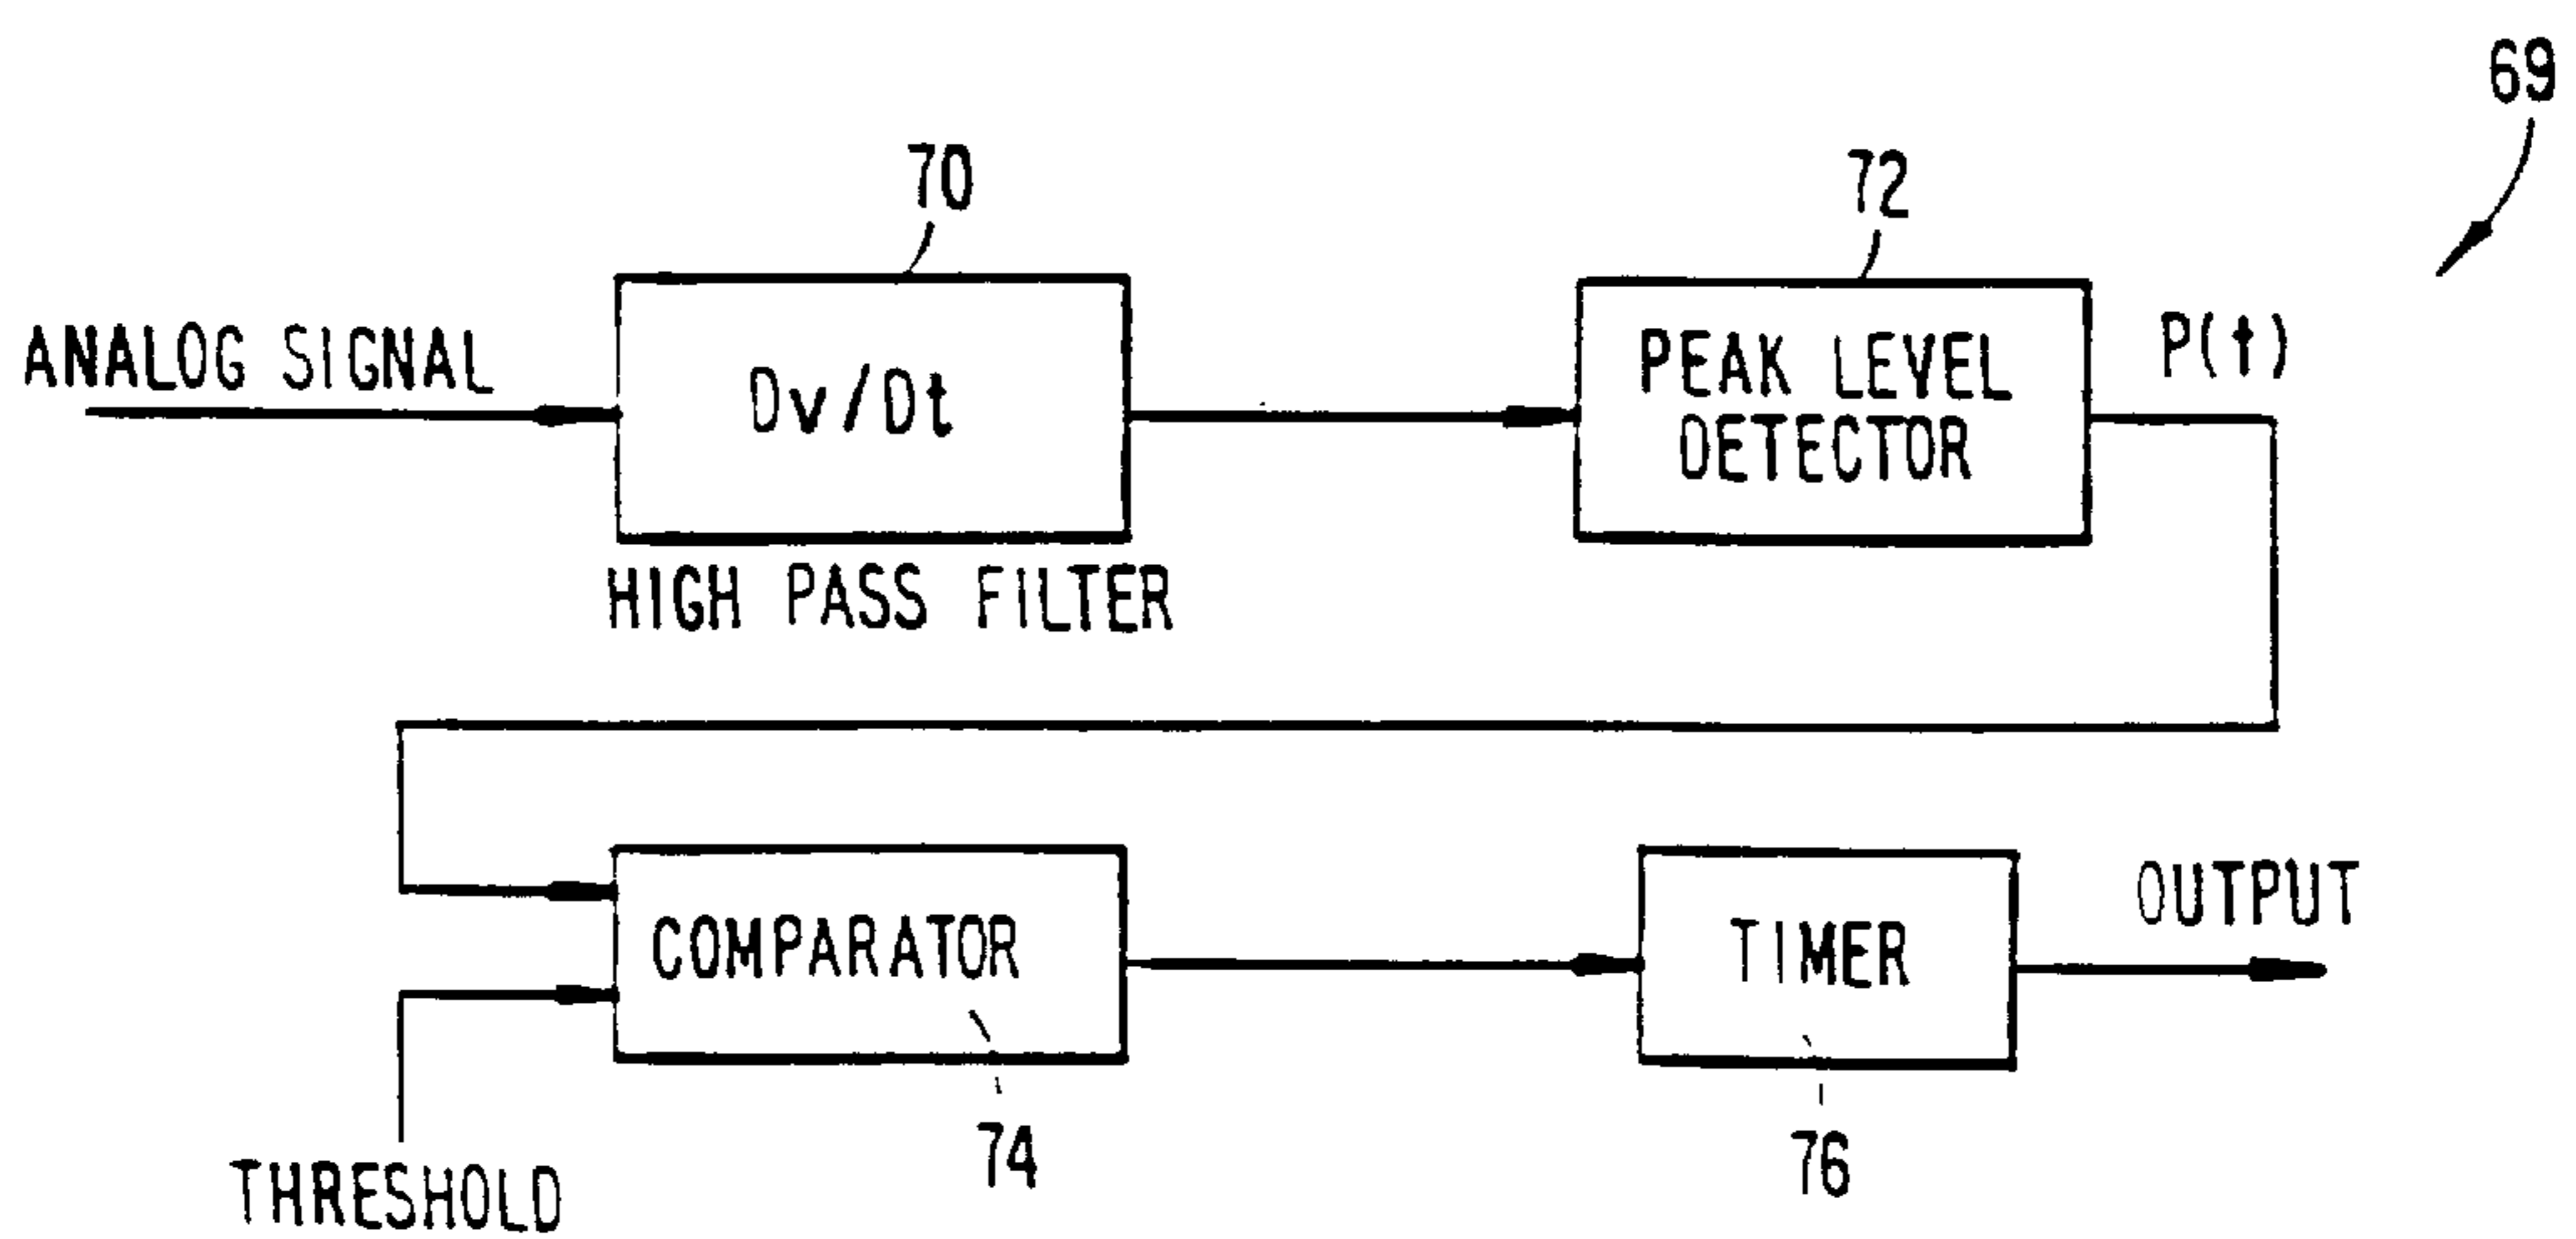 69
70
72
ANALOG SIGNAL
Dv/Dt
PEAK LEVEL
DETECTOR
P(t)
HIGH PASS FILTER
COMPARATOR
TIMER
OUTPUT
THRESHOLD
74
76